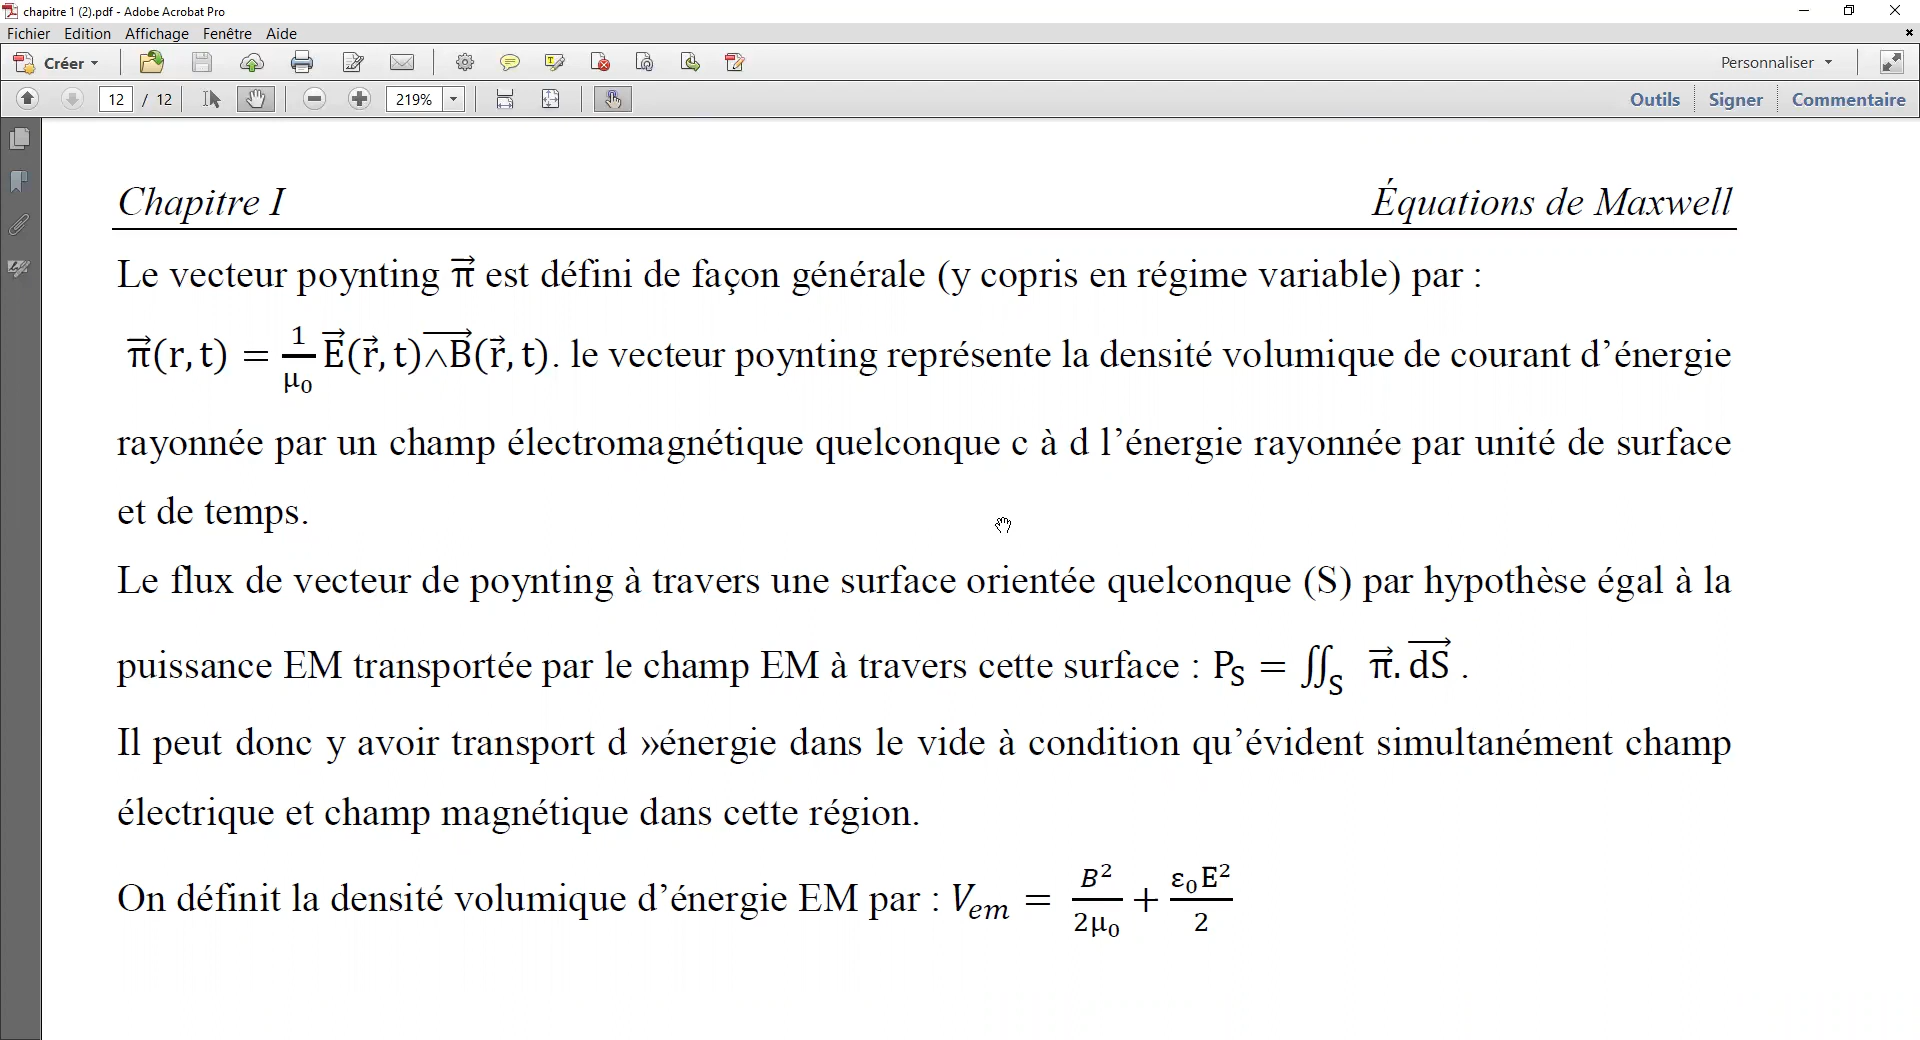 chapitre 1 (2).pdf - Adobe Acrobat Pro
Fichier Edition Affichage Fenêtre Aide
Créer Personnaliser
12 / 12 219% Outils Signer Commentaire
Chapitre I Équations de Maxwell
Le vecteur poynting π⃗ est défini de façon générale (y copris en régime variable) par :
π⃗(r, t) = 1/μ₀ E⃗(r⃗, t)∧B⃗(r⃗, t). le vecteur poynting représente la densité volumique de courant d’énergie
rayonnée par un champ électromagnétique quelconque c à d l’énergie rayonnée par unité de surface
et de temps.
Le flux de vecteur de poynting à travers une surface orientée quelconque (S) par hypothèse égal à la
puissance EM transportée par le champ EM à travers cette surface : P_S = ∬_S π⃗. dS⃗ .
Il peut donc y avoir transport d »énergie dans le vide à condition qu’évident simultanément champ
électrique et champ magnétique dans cette région.
On définit la densité volumique d’énergie EM par : V_em = B²/2μ₀ + ε₀E²/2